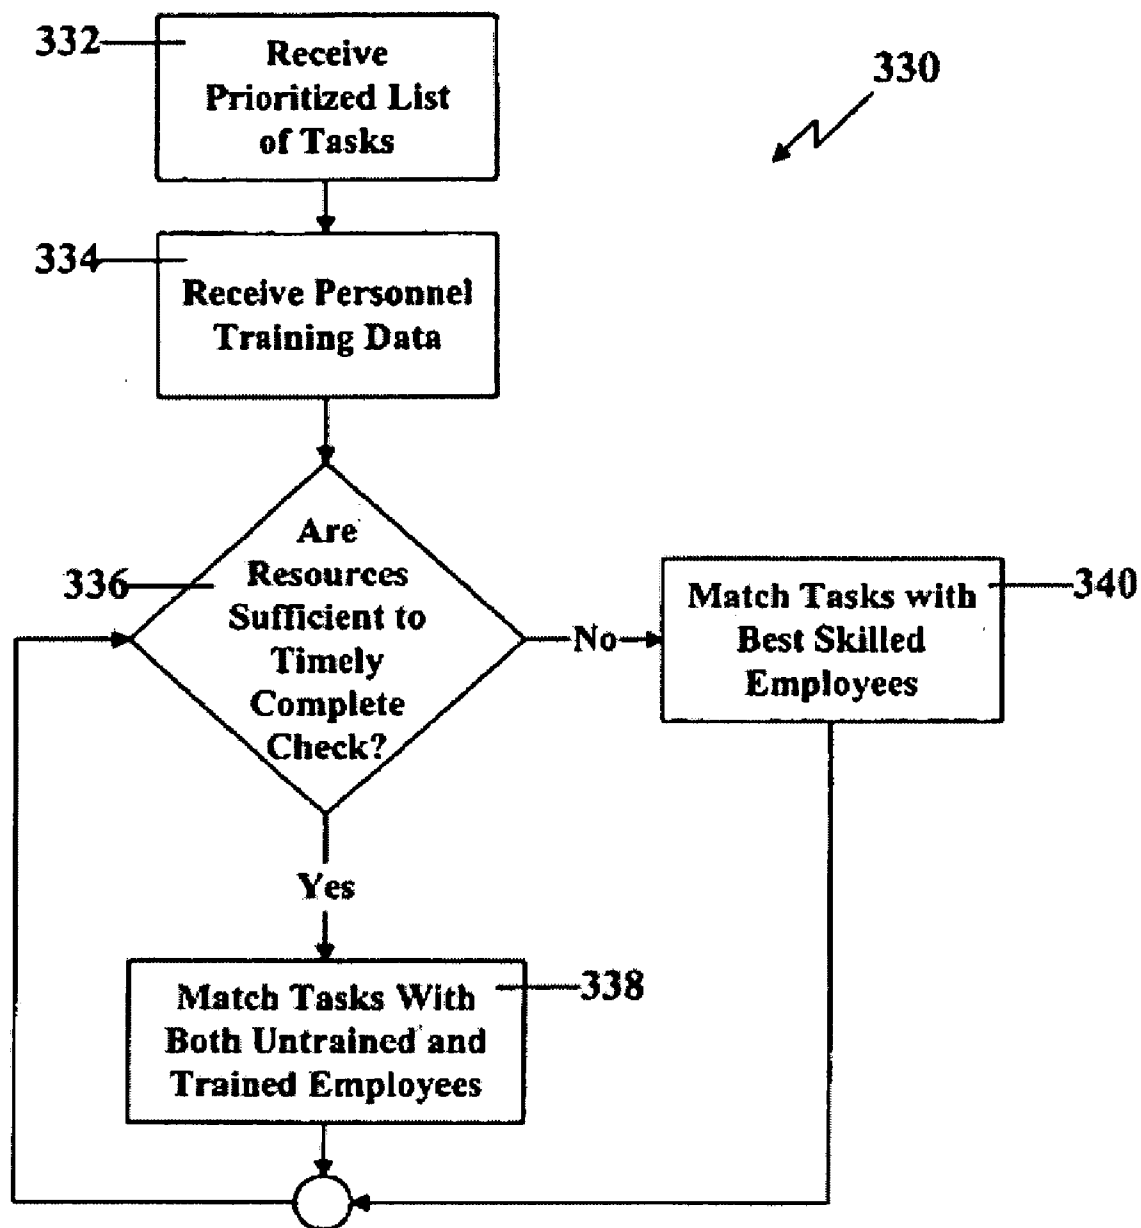 332
Receive
Prioritized List
of Tasks
330
334
Receive Personnel
Training Data
336
Are
Resources
Sufficient to
Timely
Complete
Check?
No
340
Match Tasks with
Best Skilled
Employees
Yes
338
Match Tasks With
Both Untrained and
Trained Employees